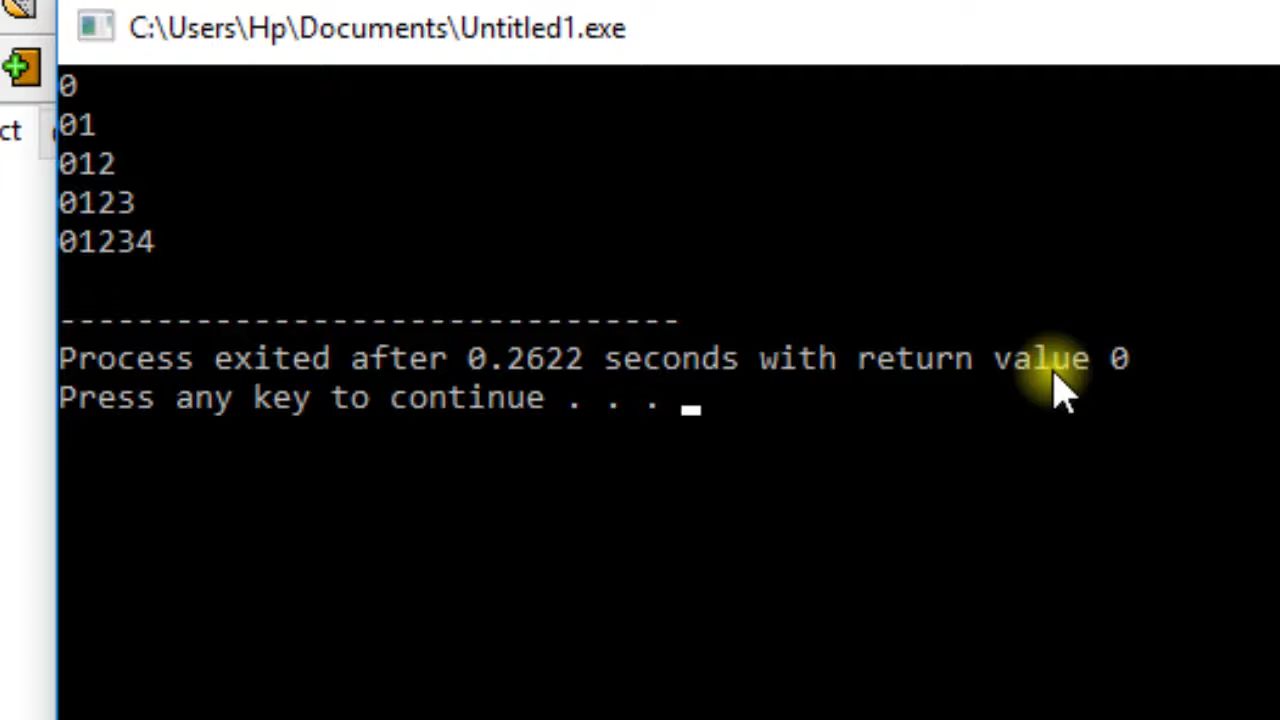 C:\Users\Hp\Documents\Untitled1.exe
ct
0
01
012
0123
01234
--------------------------------
Process exited after 0.2622 seconds with return value 0
Press any key to continue . . .